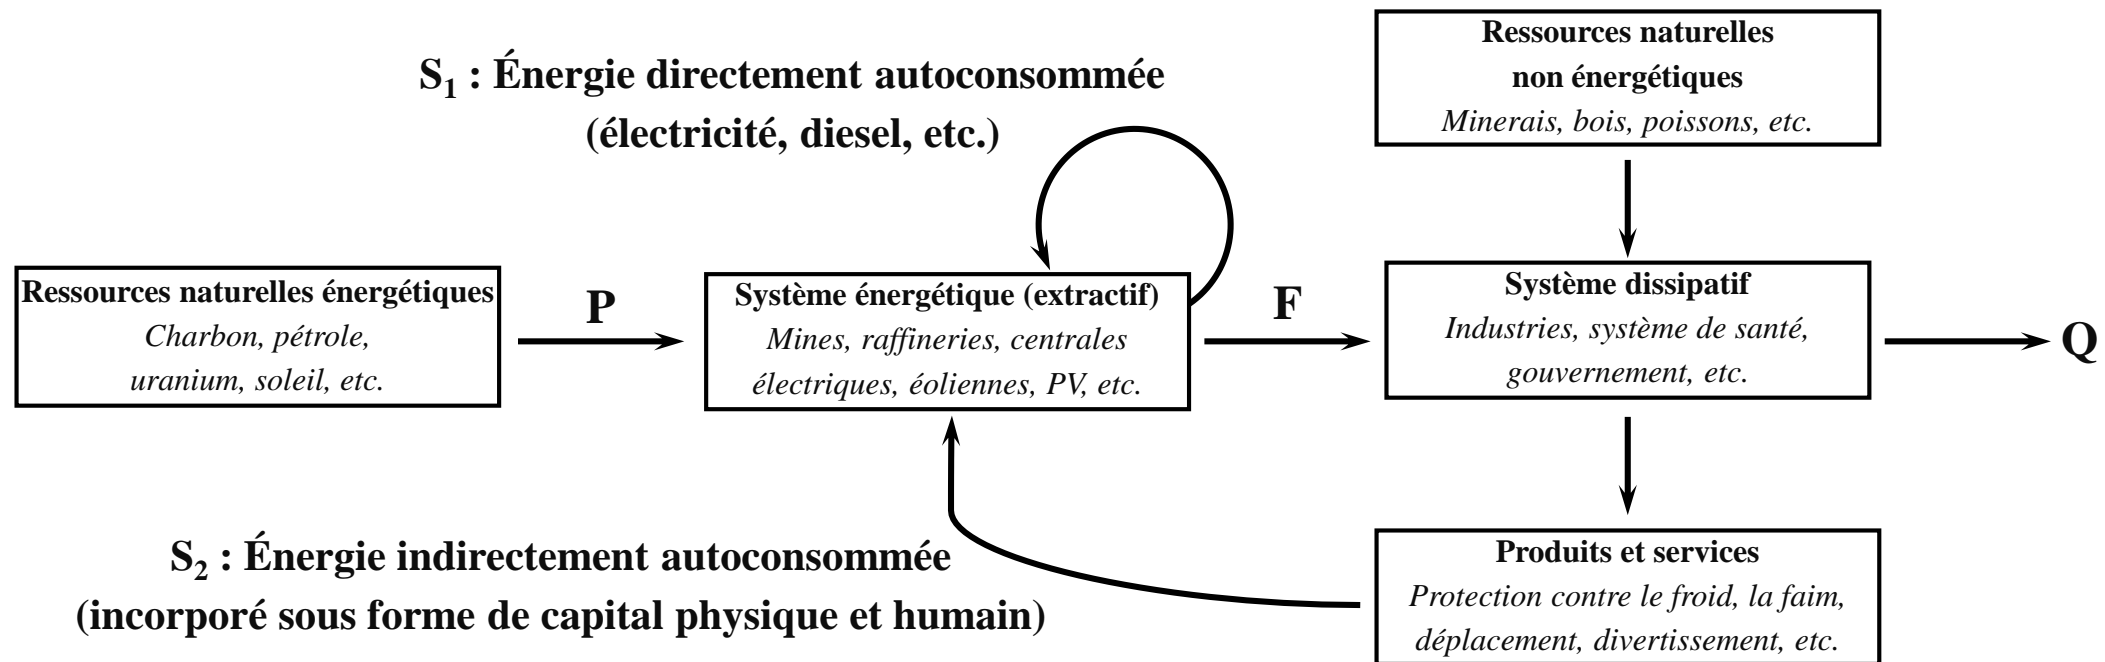 Ressources naturelles
non énergétiques
Minerais, bois, poissons, etc.
S₁ : Énergie directement autoconsommée
(électricité, diesel, etc.)
Ressources naturelles énergétiques
Charbon, pétrole,
uranium, soleil, etc.
P
Système énergétique (extractif)
Mines, raffineries, centrales
électriques, éoliennes, PV, etc.
F
Système dissipatif
Industries, système de santé,
gouvernement, etc.
Q
S₂ : Énergie indirectement autoconsommée
(incorporé sous forme de capital physique et humain)
Produits et services
Protection contre le froid, la faim,
déplacement, divertissement, etc.